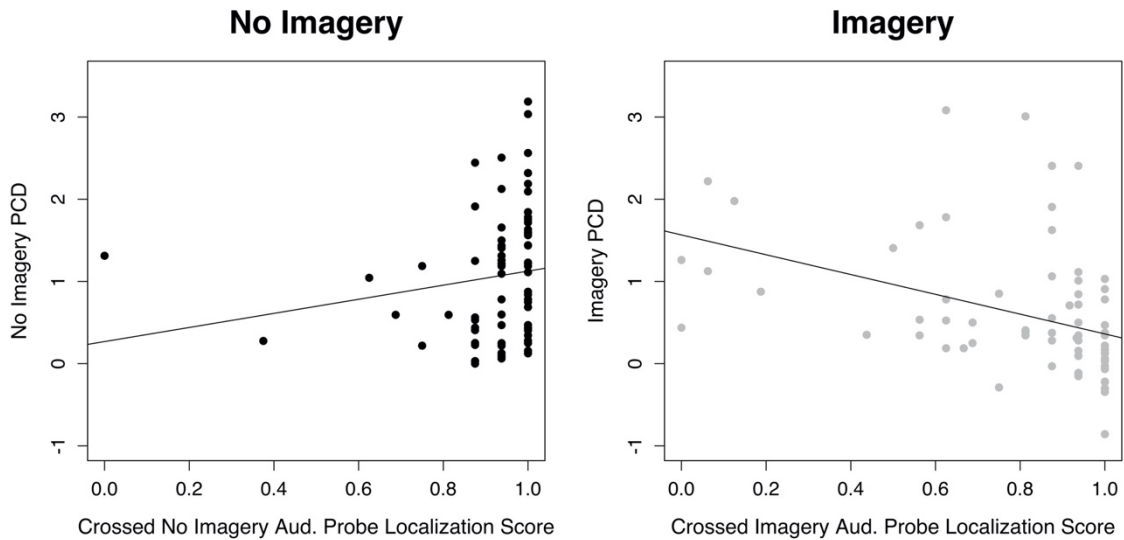 No Imagery
No Imagery PCD
3
2
1
0
-1
0.0 0.2 0.4 0.6 0.8 1.0
Crossed No Imagery Aud. Probe Localization Score
Imagery
Imagery PCD
3
2
1
0
-1
0.0 0.2 0.4 0.6 0.8 1.0
Crossed Imagery Aud. Probe Localization Score